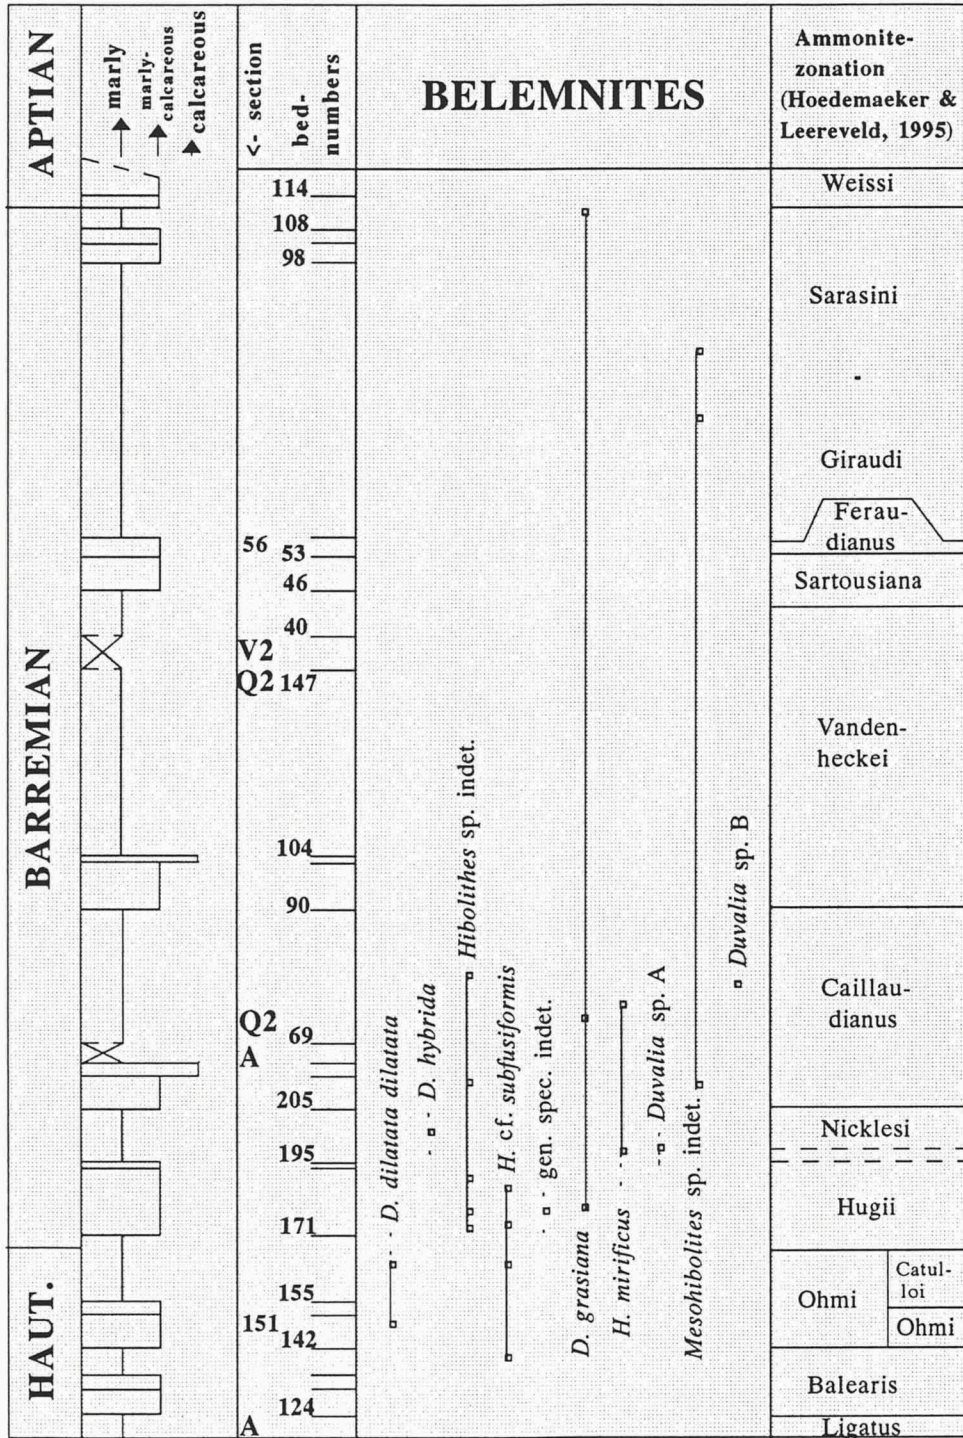 APTIAN
marly
marly-
calcareous
calcareous
<- section
bed-
numbers
BELEMNITES
Ammonite-
zonation
(Hoedemaeker &
Leereveld, 1995)
114
Weissi
108
98
Sarasini
-
Giraudi
Ferau-
dianus
56
53
46
Sartousiana
40
V2
Q2 147
BARREMIAN
Vanden-
heckei
104
90
Q2
69
A
205
195
171
Caillau-
dianus
Nicklesi
Hugii
D. dilatata dilatata
D. hybrida
Hibolithes sp. indet.
H. cf. subfusiformis
gen. spec. indet.
D. grasiana
H. mirificus
Duvalia sp. A
Mesohibolites sp. indet.
Duvalia sp. B
HAUT.
155
151
142
124
A
Ohmi
Catul-
loi
Ohmi
Balearis
Ligatus